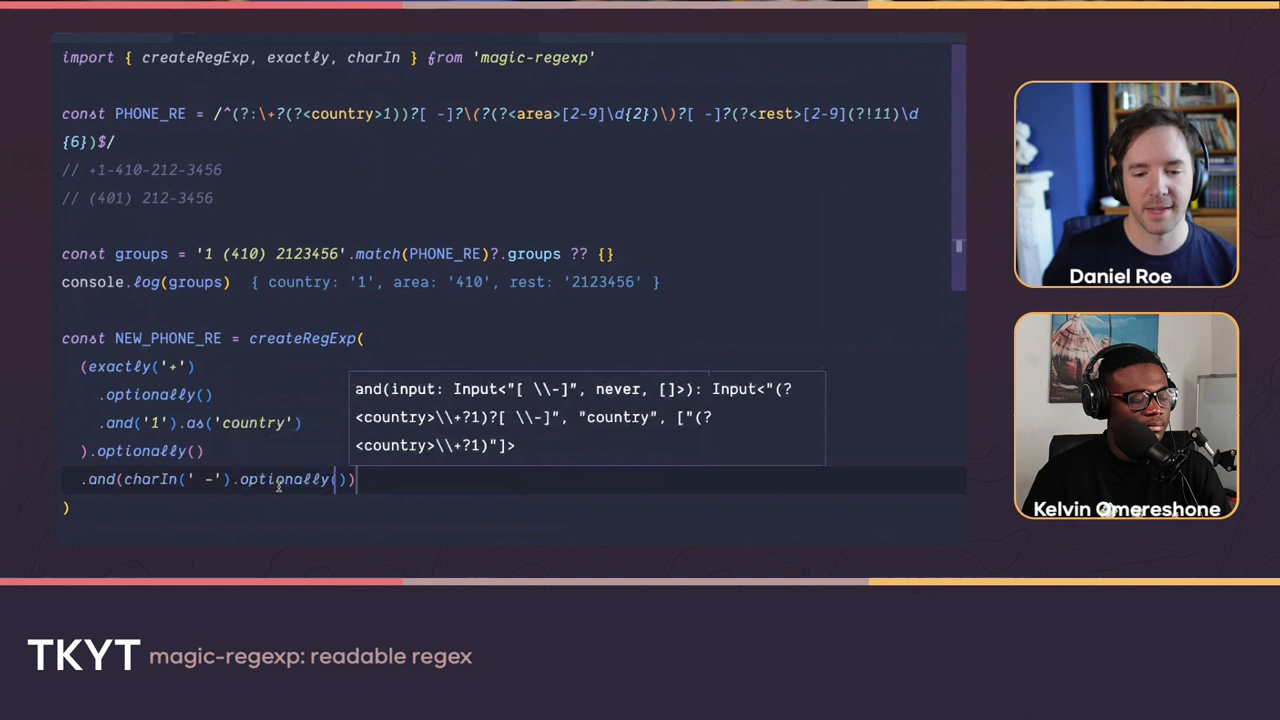 import { createRegExp, exactly, charIn } from 'magic-regexp'
const PHONE_RE = /^(?:\+?(?<country>1))?[ -]?\(?(?<area>[2-9]\d{2})\)?[ -]?(?<rest>[2-9](?!11)\d
{6})$/
// +1-410-212-3456
// (401) 212-3456
const groups = '1 (410) 2123456'.match(PHONE_RE)?.groups ?? {}
console.log(groups)  { country: '1', area: '410', rest: '2123456' }
const NEW_PHONE_RE = createRegExp(
(exactly('+')
.optionally()
.and('1').as('country')
).optionally()
.and(charIn(' -').optionally())
)
and(input: Input<"[ \\-]", never, []>): Input<"(?
<country>\\+?1)?[ \\-]", "country", ["(?
<country>\\+?1)"]>
Daniel Roe
Kelvin Omereshone
TKYT magic-regexp: readable regex